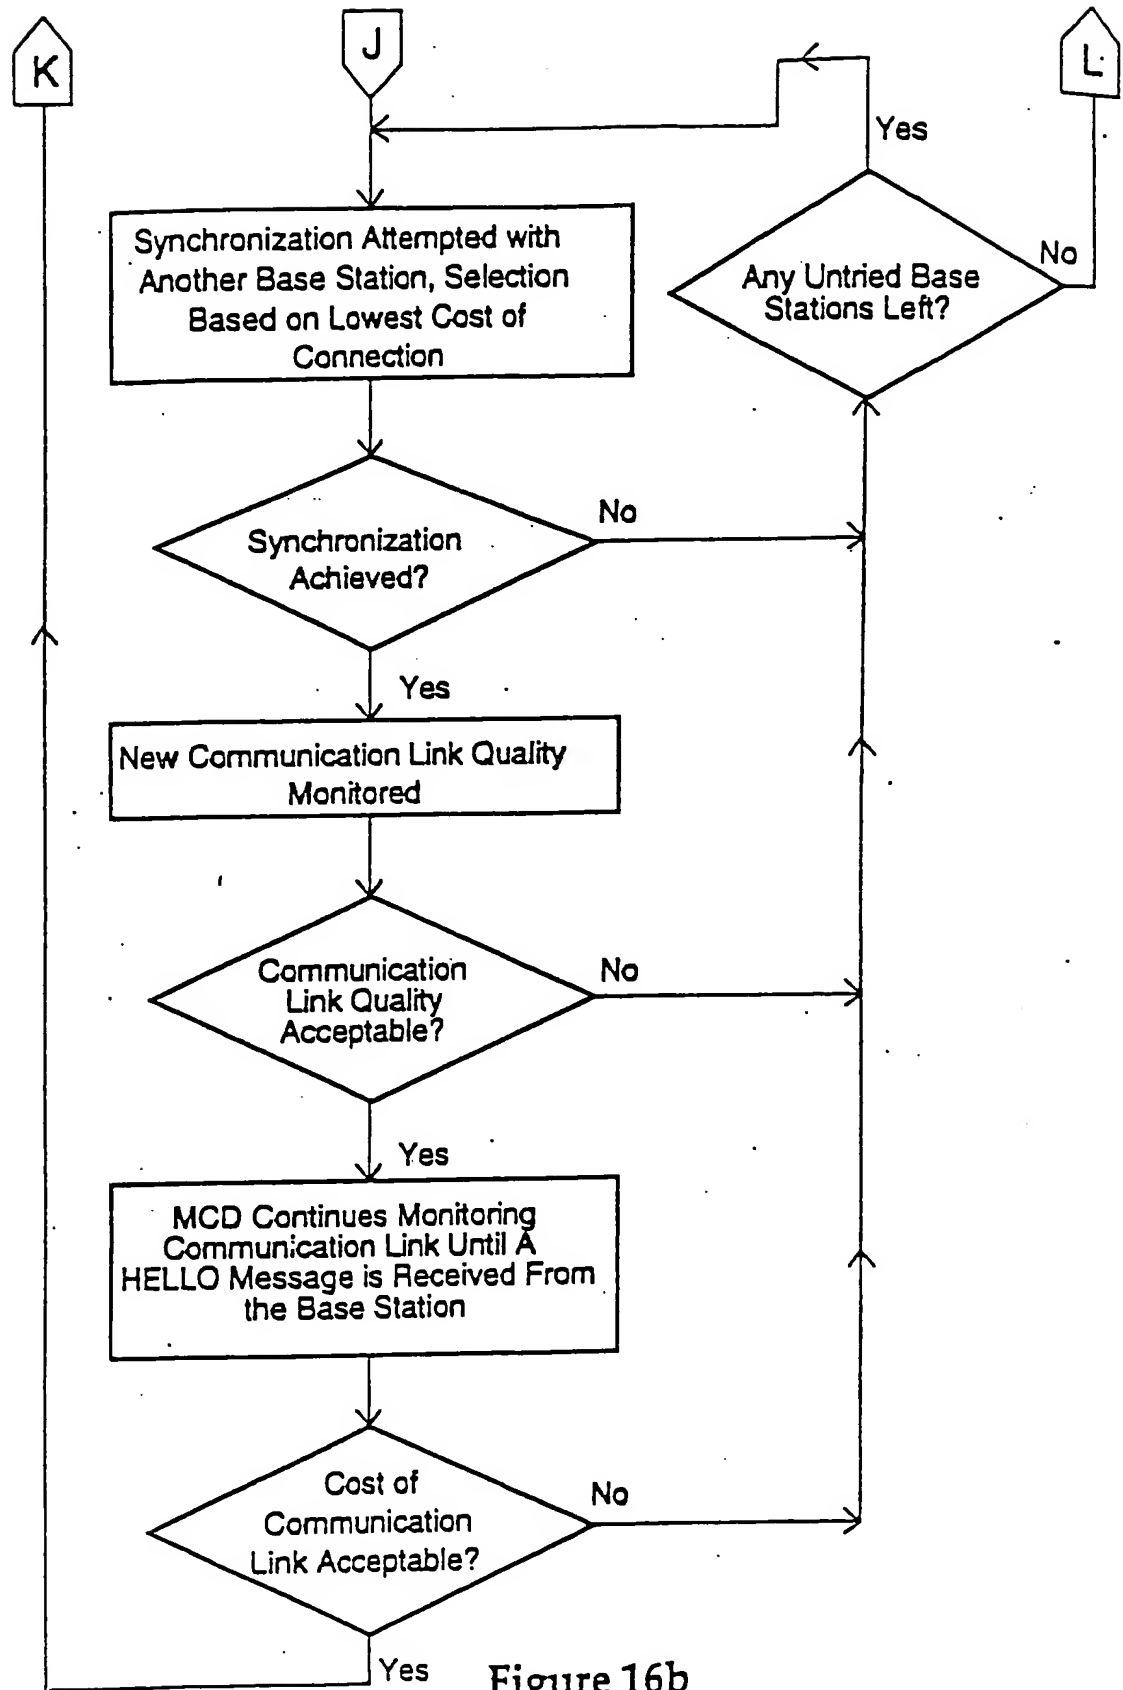 K
J
L
Yes
Synchronization Attempted with
Another Base Station, Selection
Based on Lowest Cost of
Connection
Any Untried Base
Stations Left?
No
Synchronization
Achieved?
No
Yes
New Communication Link Quality
Monitored
Communication
Link Quality
Acceptable?
No
Yes
MCD Continues Monitoring
Communication Link Until A
HELLO Message is Received From
the Base Station
Cost of
Communication
Link Acceptable?
No
Yes
Figure 16b